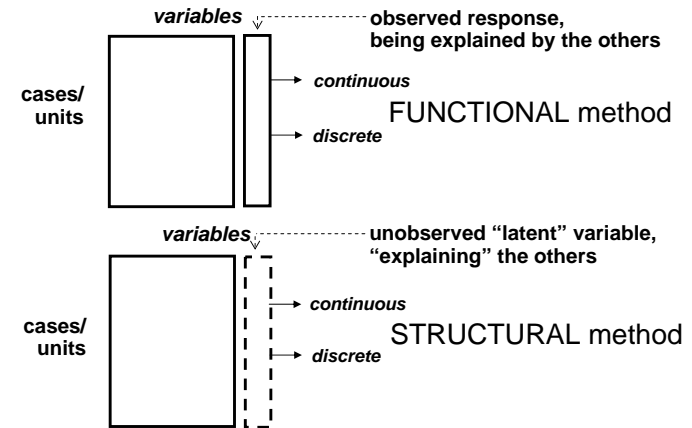 variables
observed response,
being explained by the others
cases/
units
continuous
FUNCTIONAL method
discrete
variables
unobserved “latent” variable,
“explaining” the others
cases/
units
continuous
STRUCTURAL method
discrete